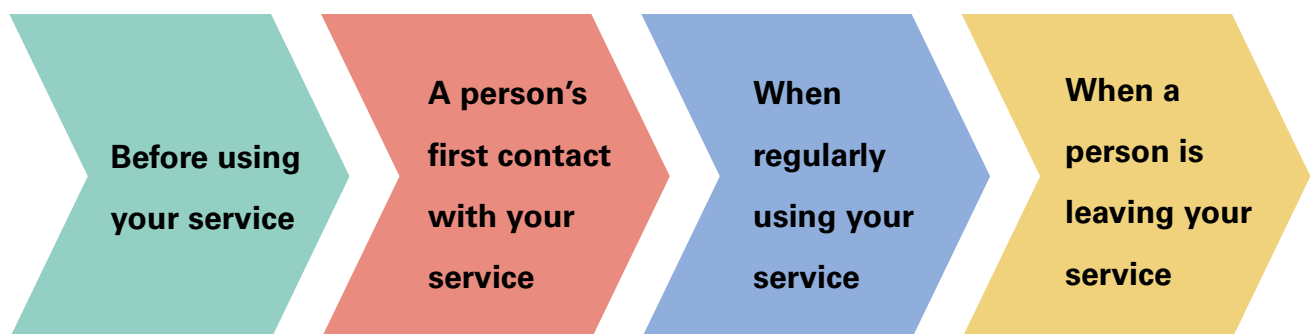 Before using
your service
A person’s
first contact
with your
service
When
regularly
using your
service
When a
person is
leaving your
service